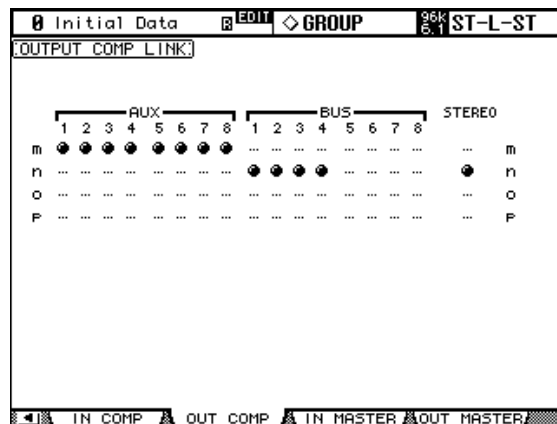 0 Initial Data R EDIT ◇ GROUP 96k 6.1 ST-L-ST
OUTPUT COMP LINK
AUX BUS STEREO
1 2 3 4 5 6 7 8 1 2 3 4 5 6 7 8
m m
n n
o o
P P
IN COMP OUT COMP IN MASTER OUT MASTER